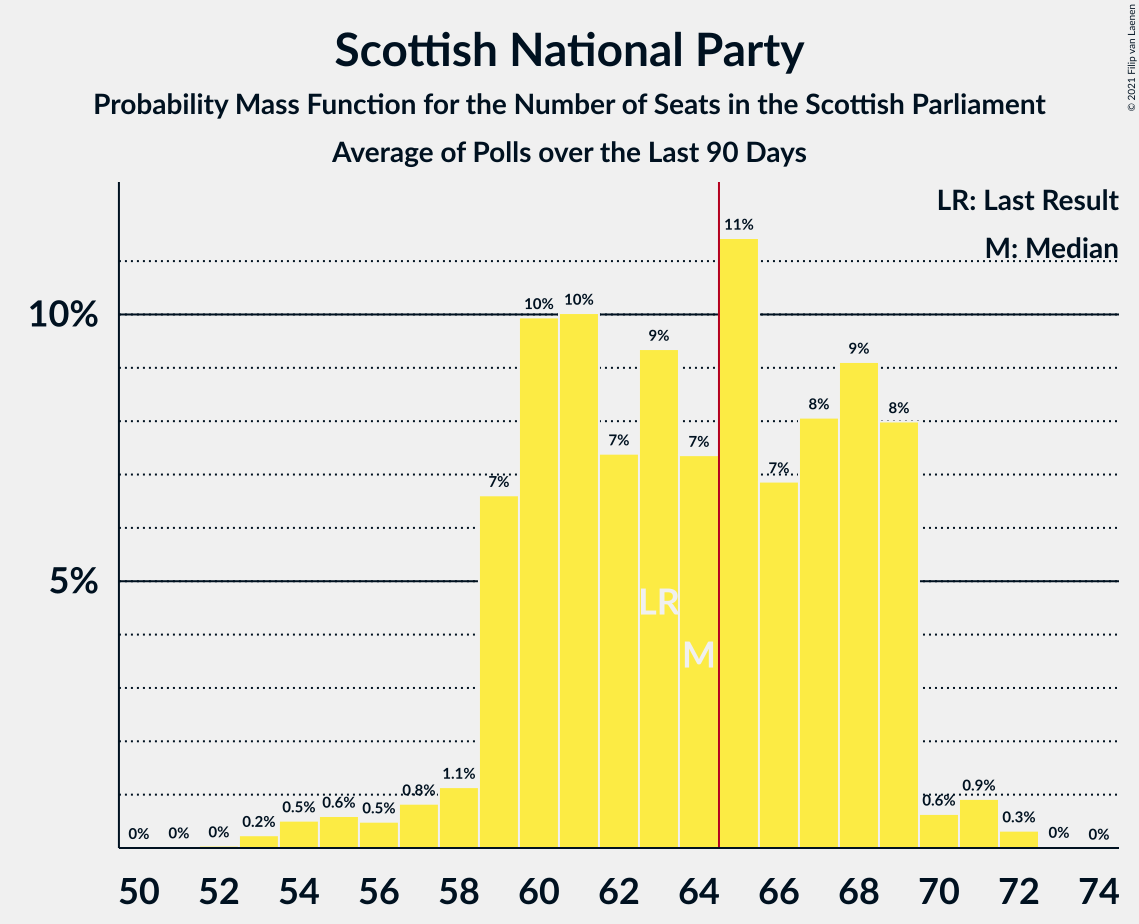 Scottish National Party
Probability Mass Function for the Number of Seats in the Scottish Parliament
Average of Polls over the Last 90 Days
© 2021 Filip van Laenen
LR: Last Result
M: Median
10%
5%
0% 0% 0% 0.2% 0.5% 0.6% 0.5% 0.8% 1.1% 7% 10% 10% 7% 9% 7% 11% 7% 8% 9% 8% 0.6% 0.9% 0.3% 0% 0%
LR
M
50 52 54 56 58 60 62 64 66 68 70 72 74